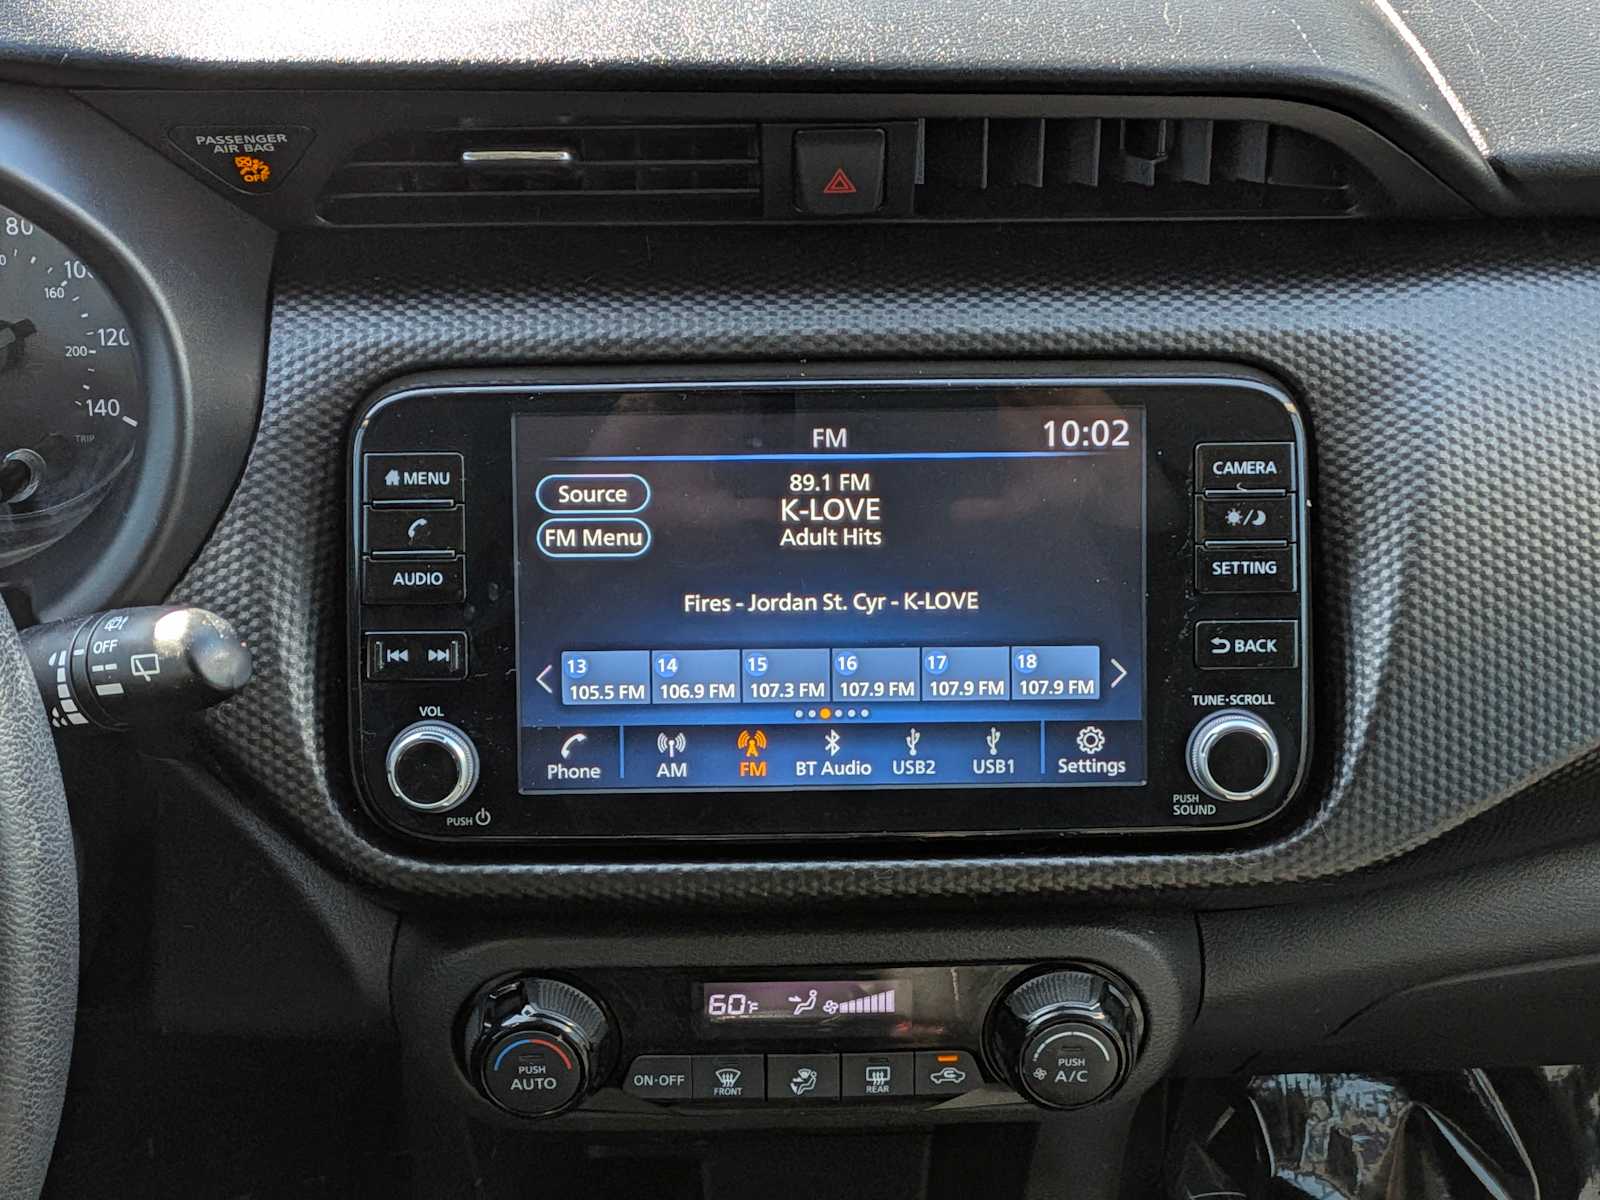 PASSENGER
AIR BAG
OFF
80
100
160
120
200
140
TRIP
OFF
MENU
AUDIO
VOL
PUSH
FM
10:02
Source
FM Menu
89.1 FM
K-LOVE
Adult Hits
Fires - Jordan St. Cyr - K-LOVE
13
105.5 FM
14
106.9 FM
15
107.3 FM
16
107.9 FM
17
107.9 FM
18
107.9 FM
Phone
AM
FM
BT Audio
USB2
USB1
Settings
CAMERA
SETTING
BACK
TUNE·SCROLL
PUSH
SOUND
60°F
PUSH
AUTO
ON·OFF
FRONT
REAR
PUSH
A/C